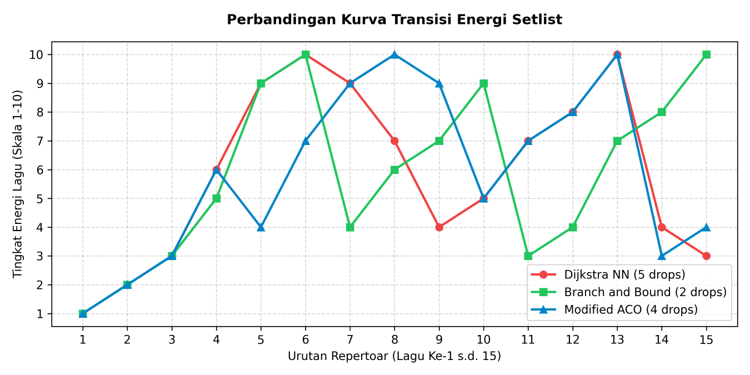 Perbandingan Kurva Transisi Energi Setlist
Tingkat Energi Lagu (Skala 1-10)
10
9
8
7
6
5
4
3
2
1
Dijkstra NN (5 drops)
Branch and Bound (2 drops)
Modified ACO (4 drops)
1 2 3 4 5 6 7 8 9 10 11 12 13 14 15
Urutan Repertoar (Lagu Ke-1 s.d. 15)